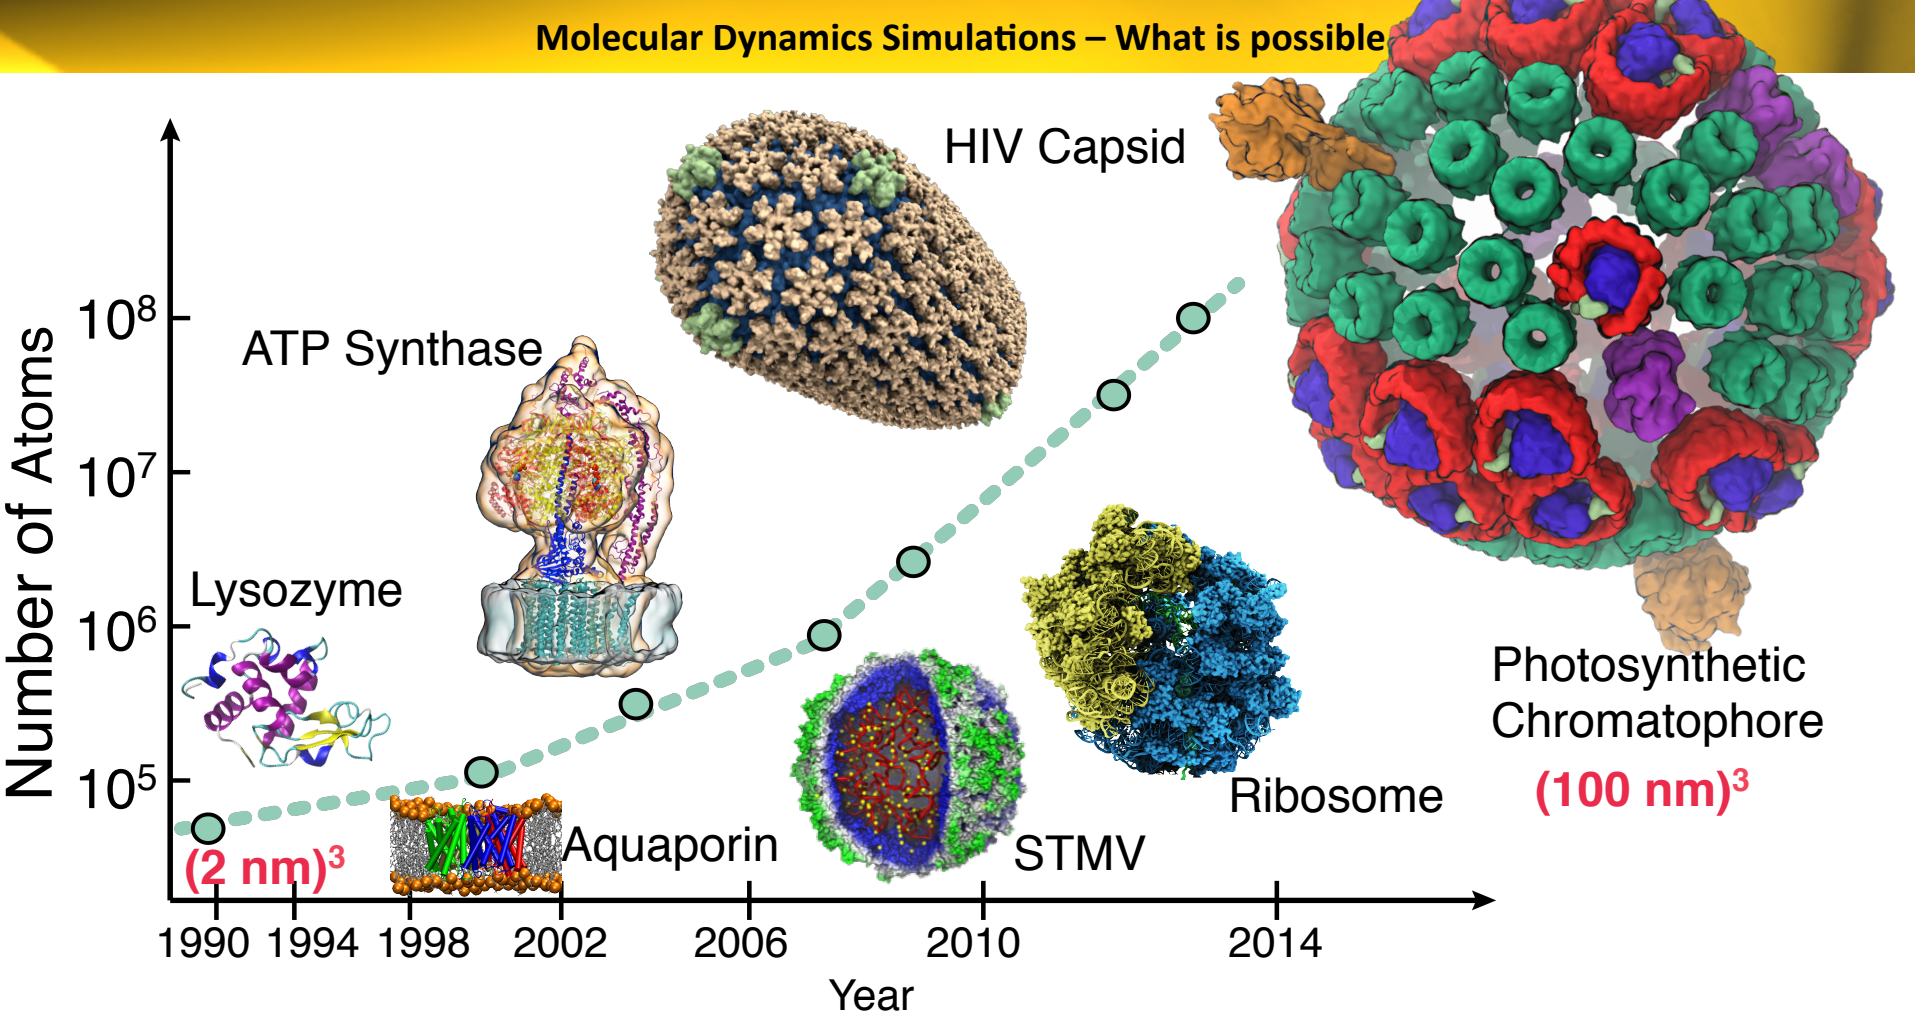 Molecular Dynamics Simulations – What is possible
HIV Capsid
ATP Synthase
Lysozyme
Number of Atoms
10⁸
10⁷
10⁶
10⁵
(2 nm)³
Aquaporin
STMV
Ribosome
Photosynthetic
Chromatophore
(100 nm)³
1990 1994 1998 2002 2006 2010 2014
Year